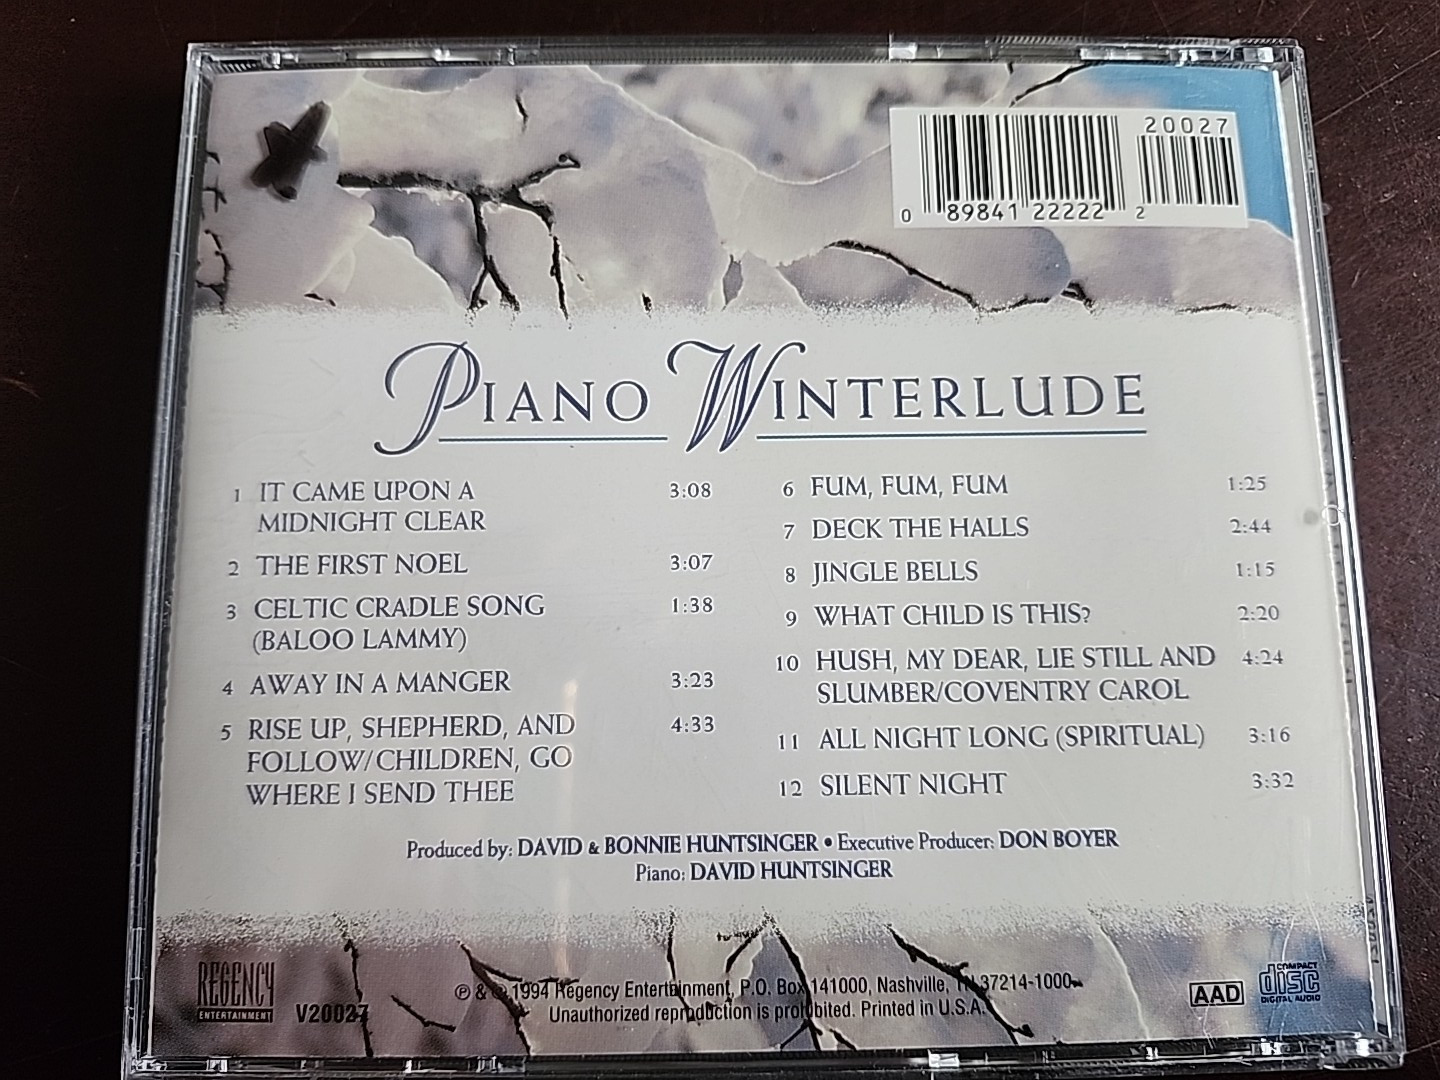 20027
0 89841 22222 2
PIANO WINTERLUDE
1 IT CAME UPON A 3:08
MIDNIGHT CLEAR
2 THE FIRST NOEL 3:07
3 CELTIC CRADLE SONG 1:38
(BALOO LAMMY)
4 AWAY IN A MANGER 3:23
5 RISE UP, SHEPHERD, AND 4:33
FOLLOW/CHILDREN, GO
WHERE I SEND THEE
6 FUM, FUM, FUM 1:25
7 DECK THE HALLS 2:44
8 JINGLE BELLS 1:15
9 WHAT CHILD IS THIS? 2:20
10 HUSH, MY DEAR, LIE STILL AND 4:24
SLUMBER/COVENTRY CAROL
11 ALL NIGHT LONG (SPIRITUAL) 3:16
12 SILENT NIGHT 3:32
Produced by: DAVID & BONNIE HUNTSINGER • Executive Producer: DON BOYER
Piano: DAVID HUNTSINGER
REGENCY
ENTERTAINMENT
V20027
℗ & © 1994 Regency Entertainment, P.O. Box 141000, Nashville, TN 37214-1000.
Unauthorized reproduction is prohibited. Printed in U.S.A.
AAD
COMPACT
disc
DIGITAL AUDIO